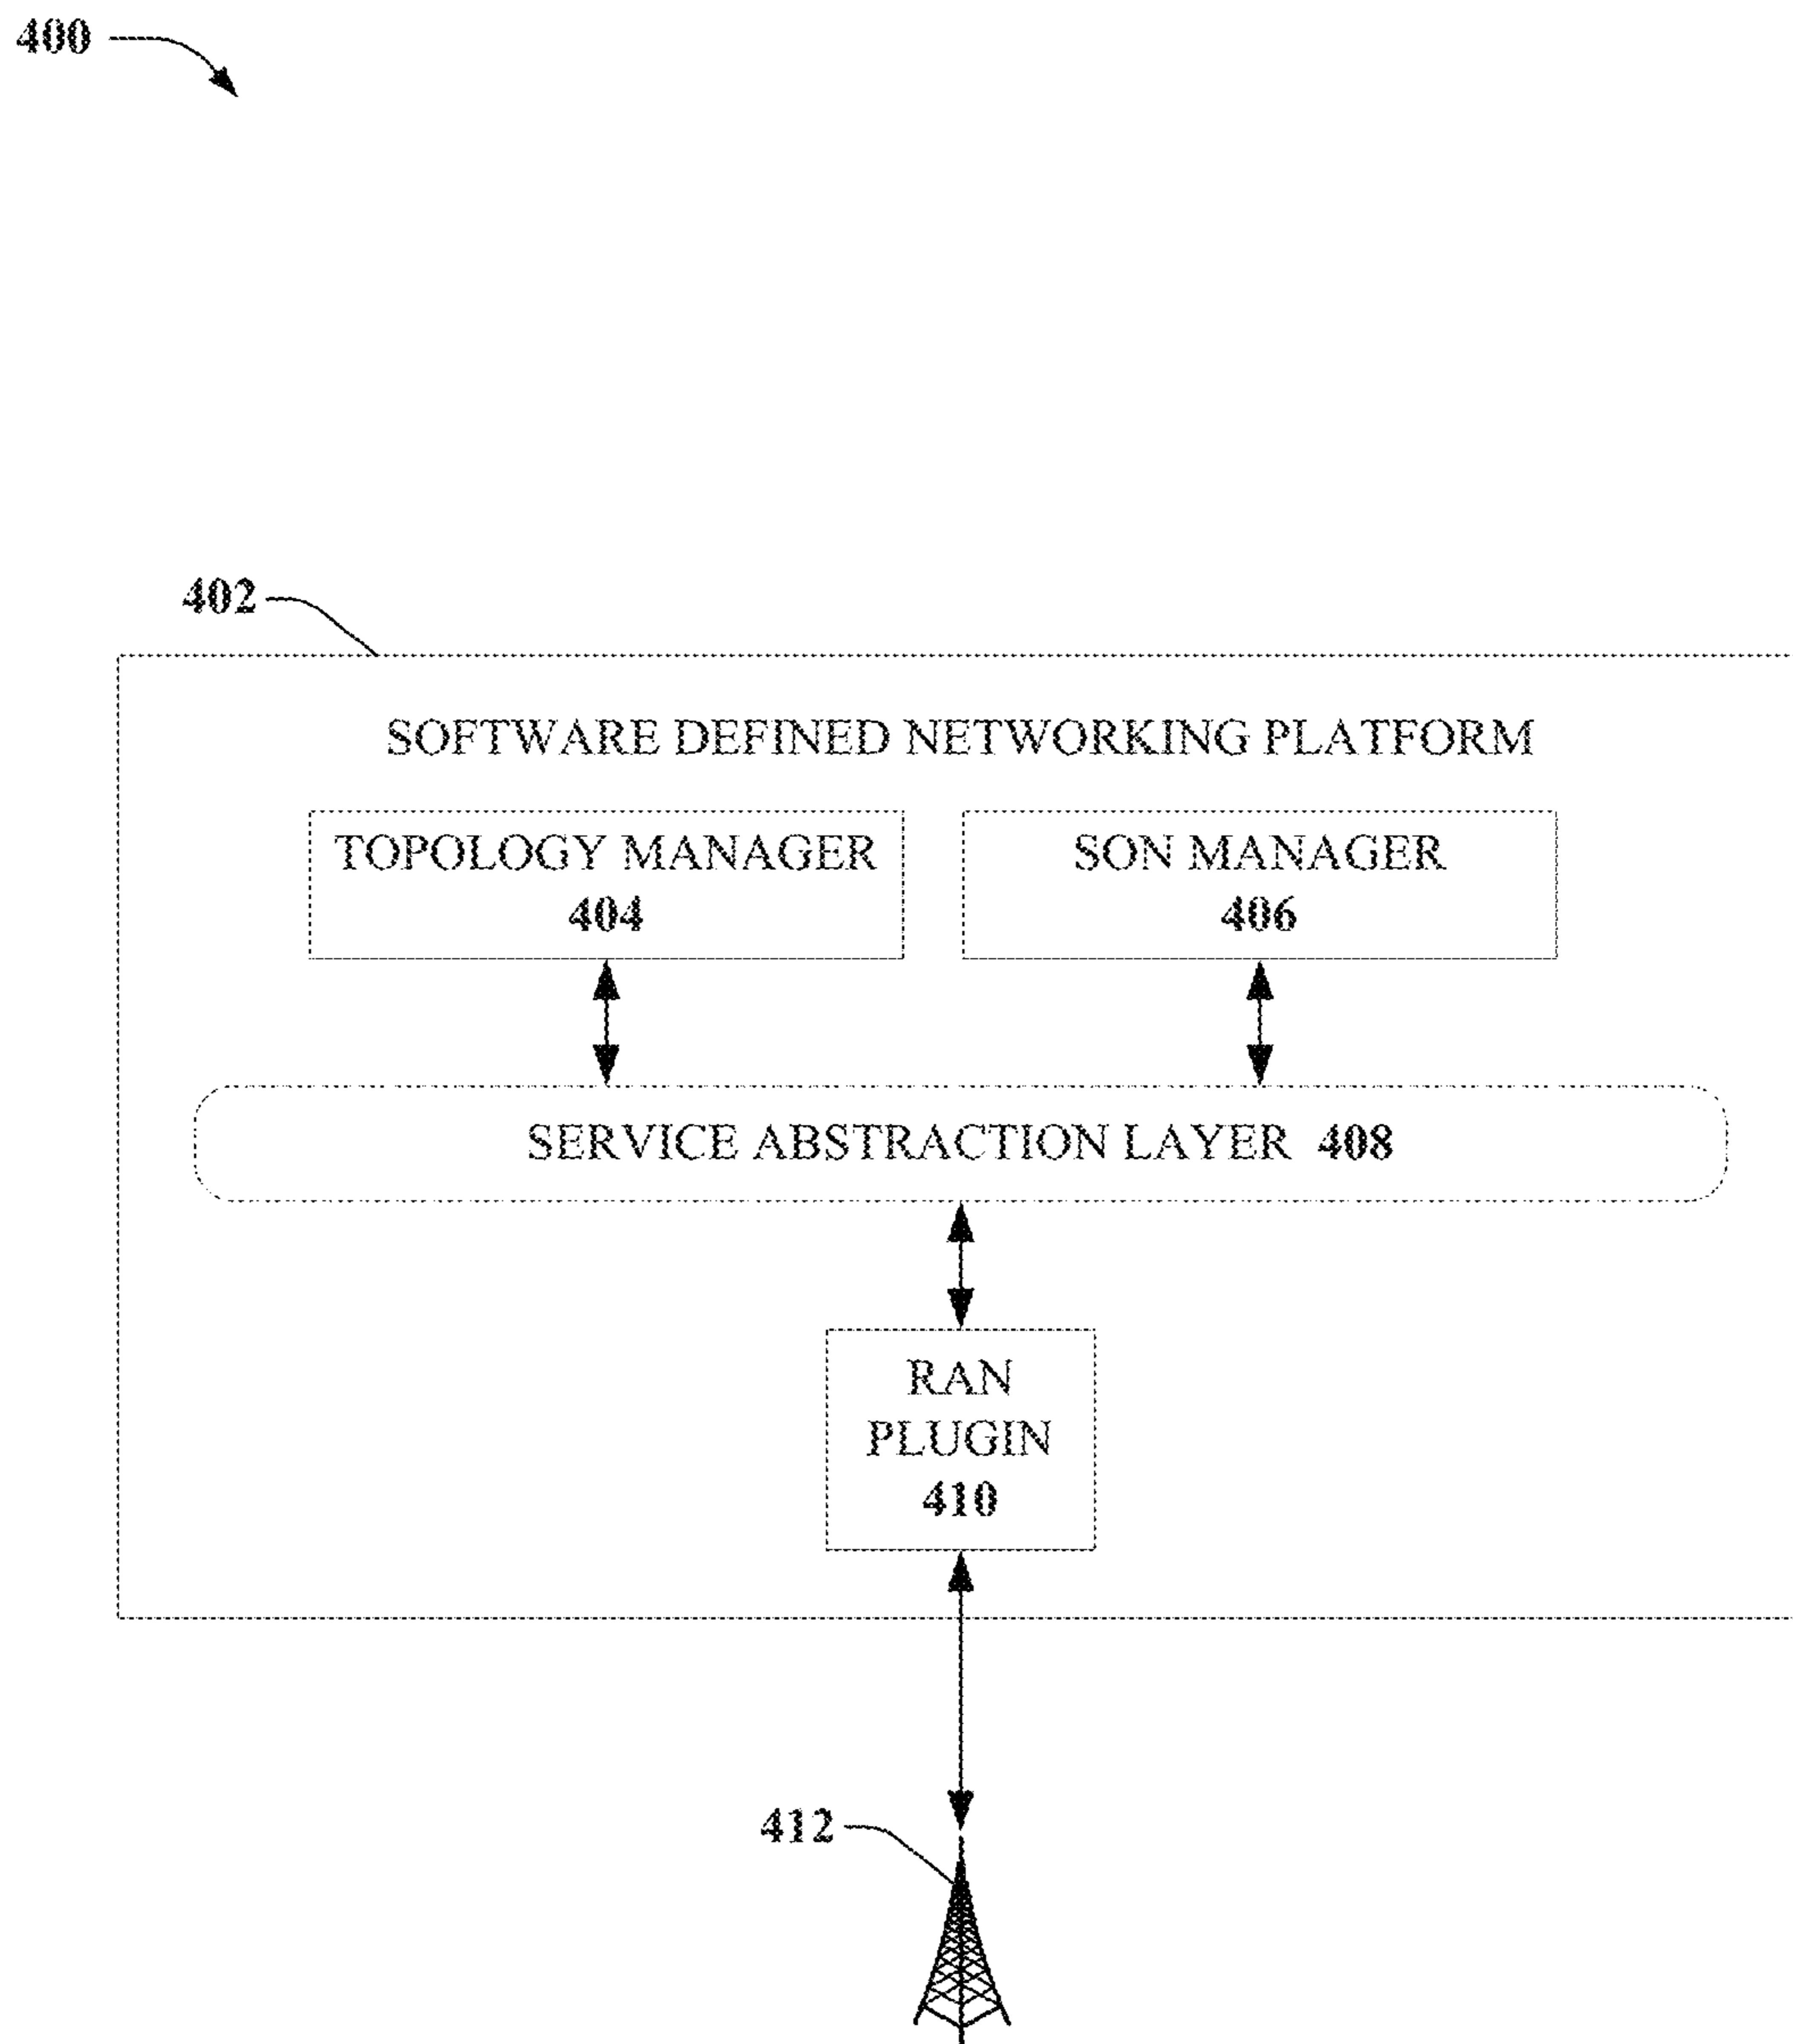 400
402
SOFTWARE DEFINED NETWORKING PLATFORM
TOPOLOGY MANAGER
404
SON MANAGER
406
SERVICE ABSTRACTION LAYER 408
RAN
PLUGIN
410
412